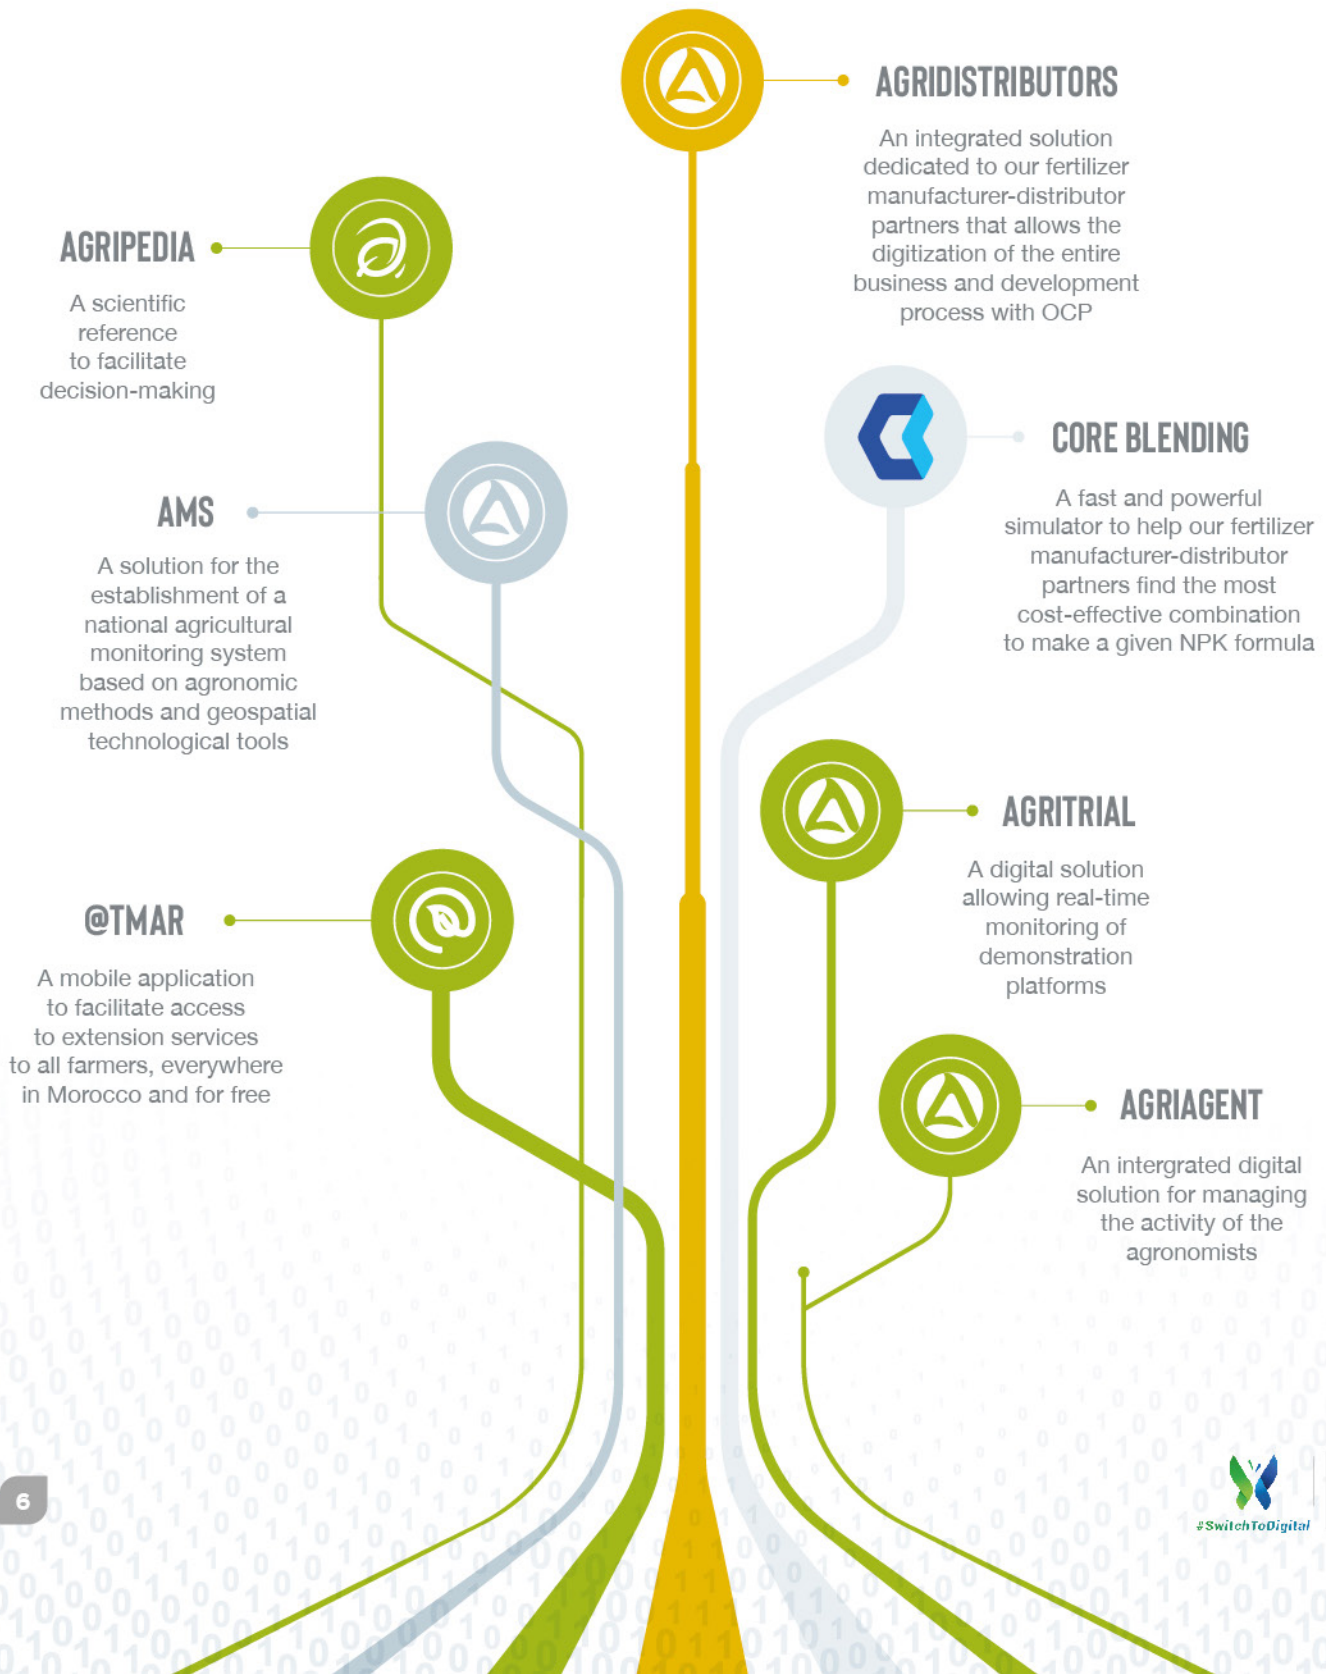 AGRIDISTRIBUTORS
An integrated solution
dedicated to our fertilizer
manufacturer-distributor
partners that allows the
digitization of the entire
business and development
process with OCP
AGRIPEDIA
A scientific
reference
to facilitate
decision-making
CORE BLENDING
A fast and powerful
simulator to help our fertilizer
manufacturer-distributor
partners find the most
cost-effective combination
to make a given NPK formula
AMS
A solution for the
establishment of a
national agricultural
monitoring system
based on agronomic
methods and geospatial
technological tools
AGRITRIAL
A digital solution
allowing real-time
monitoring of
demonstration
platforms
@TMAR
A mobile application
to facilitate access
to extension services
to all farmers, everywhere
in Morocco and for free
AGRIAGENT
An intergrated digital
solution for managing
the activity of the
agronomists
6
#SwitchToDigital